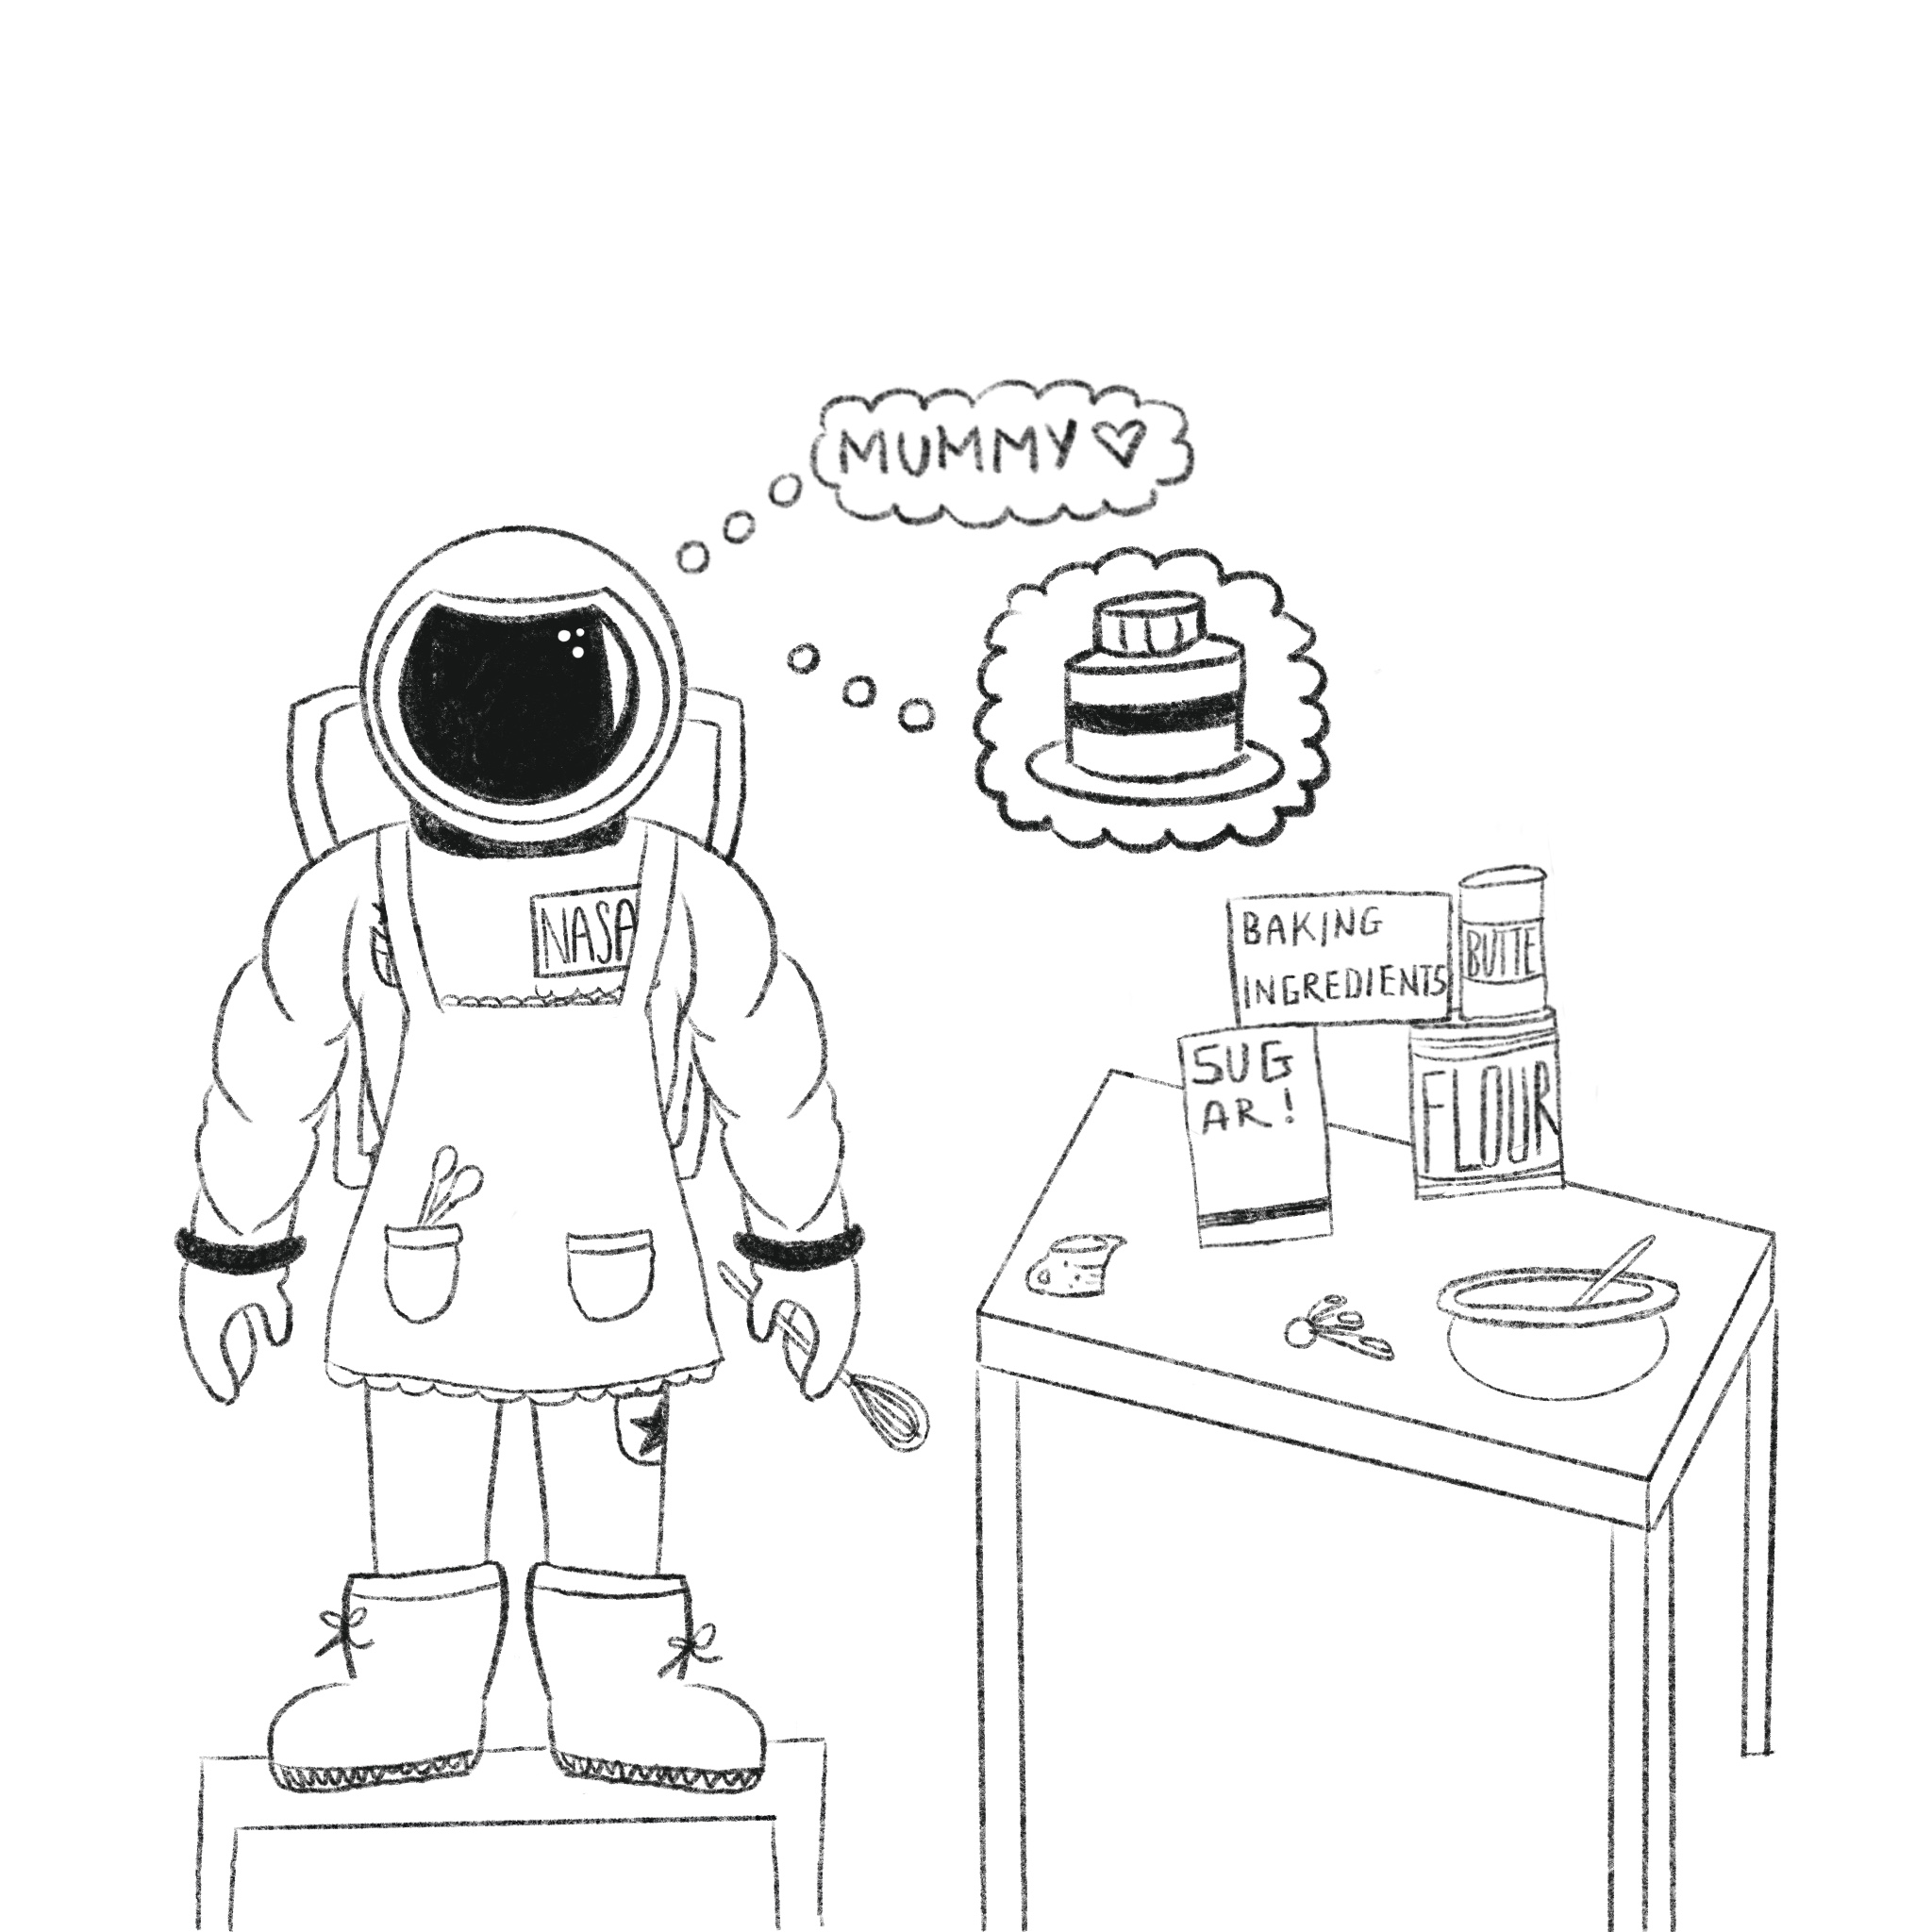 MUMMY ♡
NASA
BAKING
INGREDIENTS
BUTTE
SUG
AR!
FLOUR